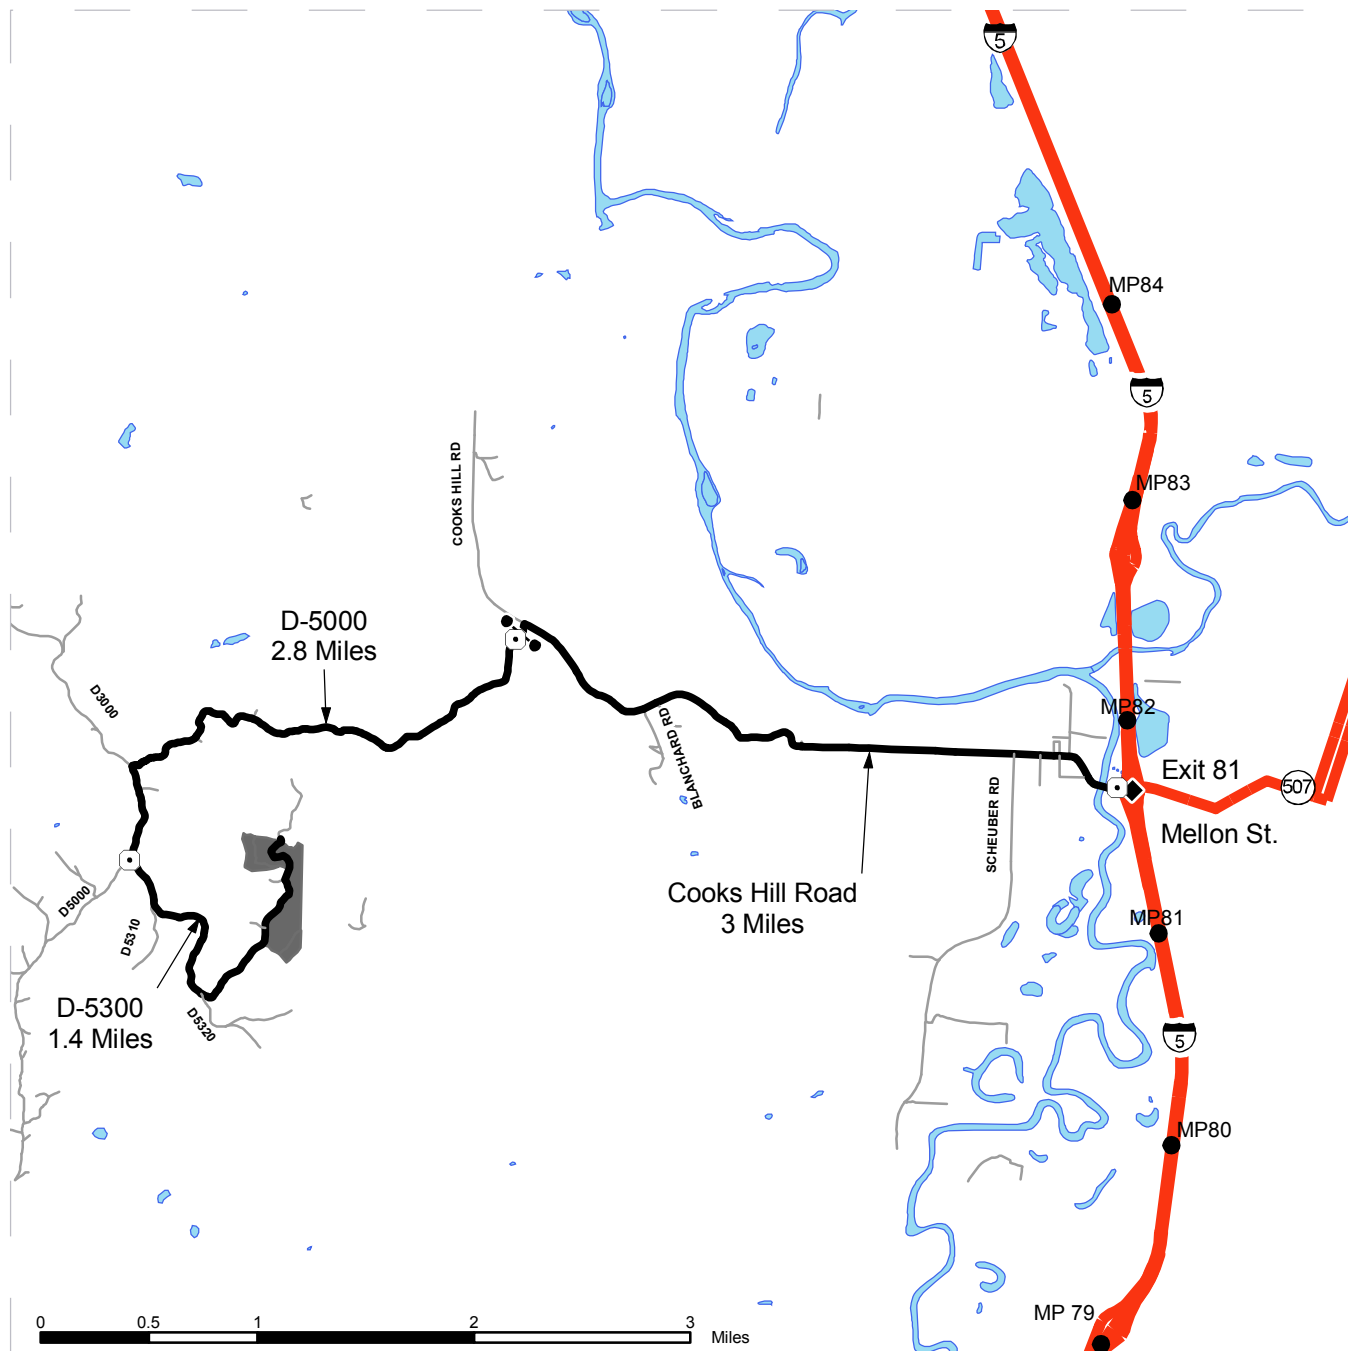 5
MP84
5
MP83
COOKS HILL RD
D-5000
2.8 Miles
D3000
MP82
BLANCHARD RD
Exit 81
507
Mellon St.
SCHEUBER RD
Cooks Hill Road
3 Miles
D5000
D5310
MP81
D-5300
1.4 Miles
D5320
5
MP80
MP 79
0 0.5 1 2 3 Miles